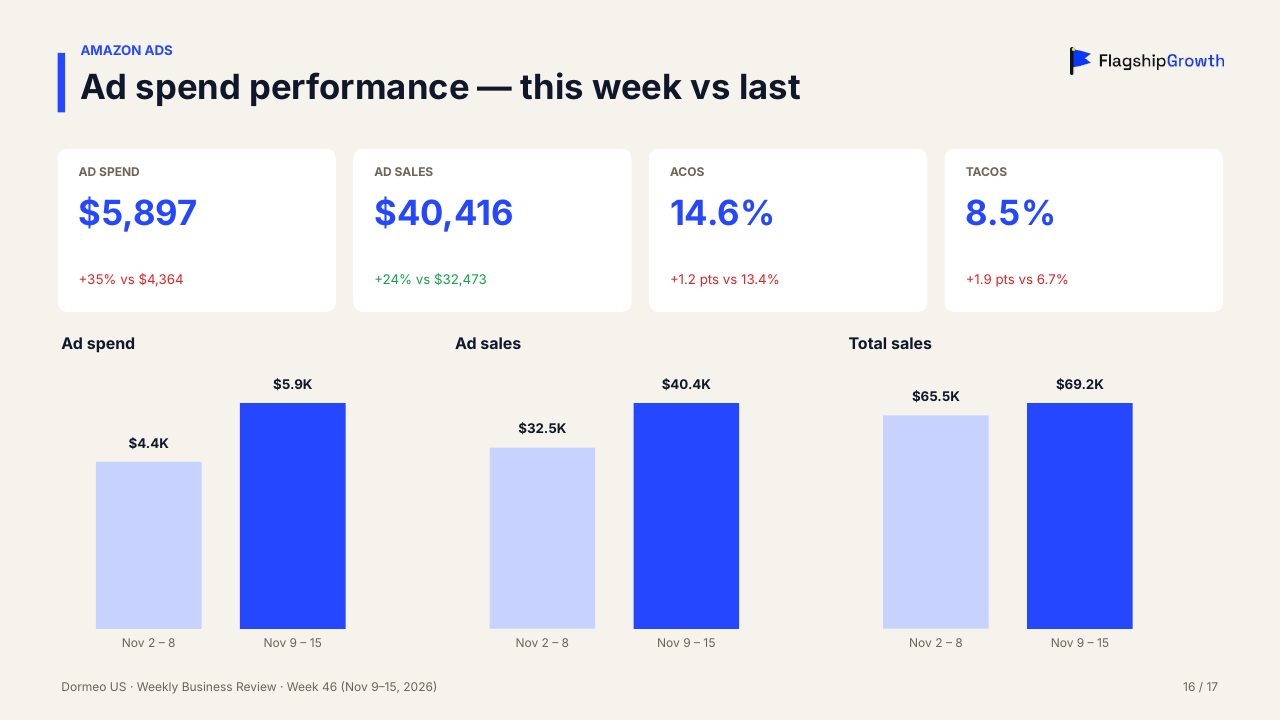 AMAZON ADS
Ad spend performance — this week vs last
FlagshipGrowth
AD SPEND
$5,897
+35% vs $4,364
AD SALES
$40,416
+24% vs $32,473
ACOS
14.6%
+1.2 pts vs 13.4%
TACOS
8.5%
+1.9 pts vs 6.7%
Ad spend
$4.4K
$5.9K
Nov 2 – 8
Nov 9 – 15
Ad sales
$32.5K
$40.4K
Nov 2 – 8
Nov 9 – 15
Total sales
$65.5K
$69.2K
Nov 2 – 8
Nov 9 – 15
Dormeo US · Weekly Business Review · Week 46 (Nov 9–15, 2026)
16 / 17